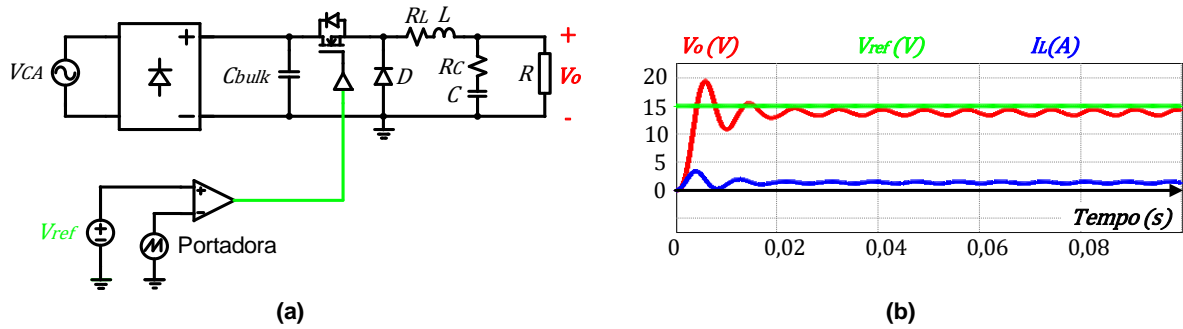 VCA
+
-
Cbulk
D
RL
L
RC
C
R
+
Vo
-
Vref
+
-
Portadora
(a)
Vo (V)
Vref (V)
IL(A)
20
15
10
5
0
Tempo (s)
0
0,02
0,04
0,06
0,08
(b)